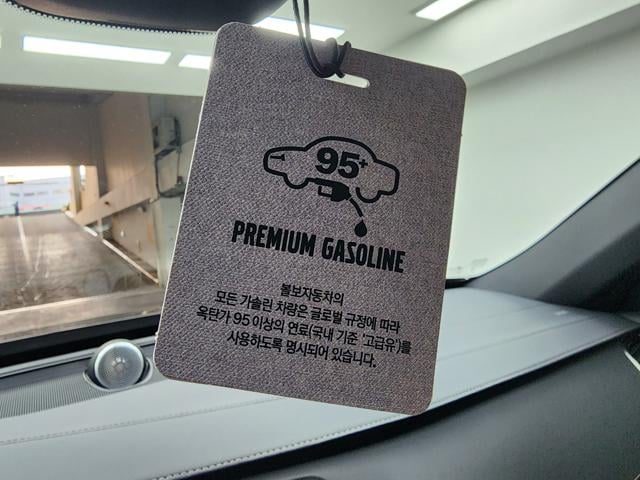 95+
PREMIUM GASOLINE
볼보자동차의
모든 가솔린 차량은 글로벌 규정에 따라
옥탄가 95 이상의 연료(국내 기준 '고급유')를
사용하도록 명시되어 있습니다.